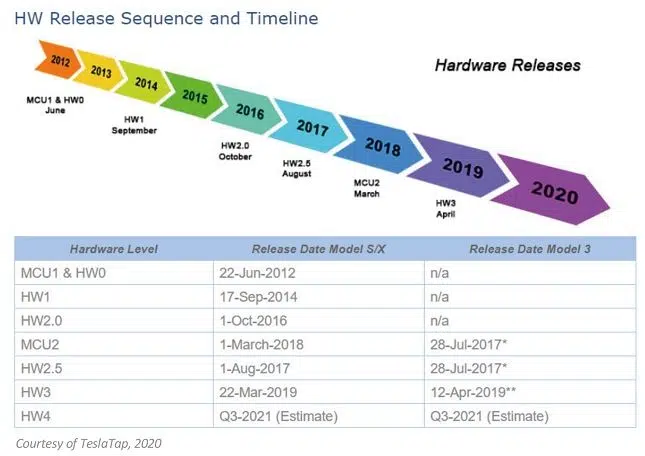 HW Release Sequence and Timeline
Hardware Releases
2012
2013
2014
2015
2016
2017
2018
2019
2020
MCU1 & HW0
June
HW1
September
HW2.0
October
HW2.5
August
MCU2
March
HW3
April
Hardware Level Release Date Model S/X Release Date Model 3
MCU1 & HW0 22-Jun-2012 n/a
HW1 17-Sep-2014 n/a
HW2.0 1-Oct-2016 n/a
MCU2 1-March-2018 28-Jul-2017*
HW2.5 1-Aug-2017 28-Jul-2017*
HW3 22-Mar-2019 12-Apr-2019**
HW4 Q3-2021 (Estimate) Q3-2021 (Estimate)
Courtesy of TeslaTap, 2020